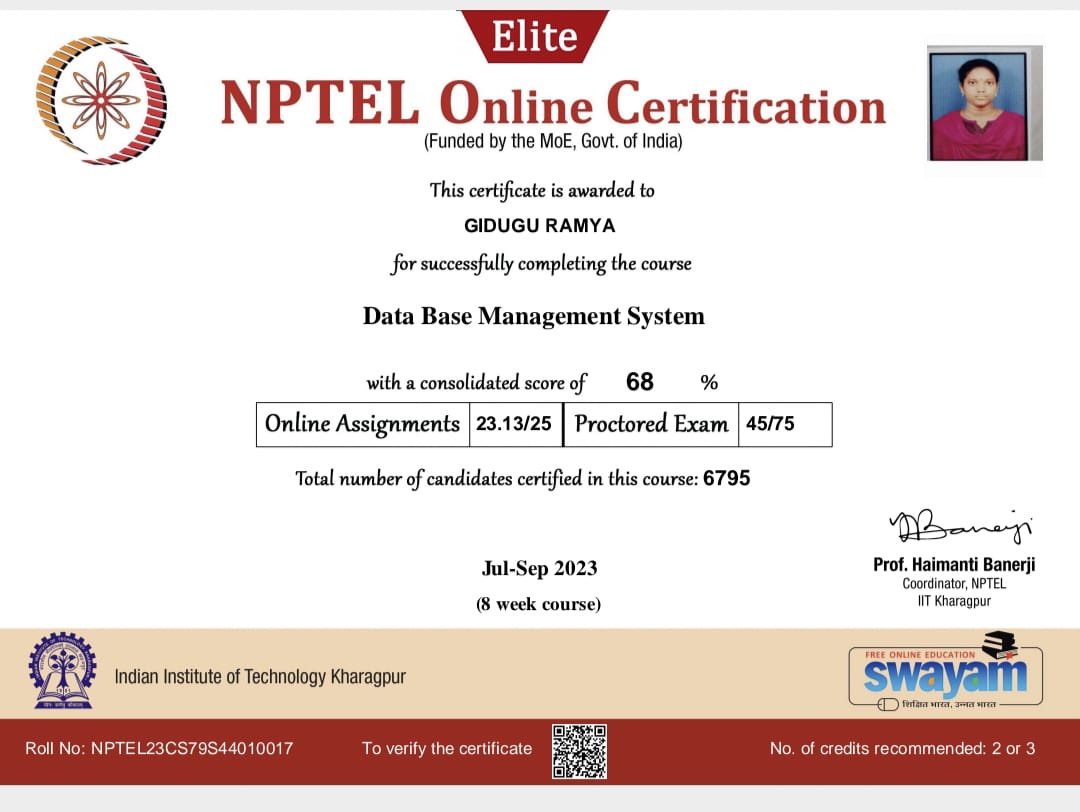 Elite
NPTEL Online Certification
(Funded by the MoE, Govt. of India)
This certificate is awarded to
GIDUGU RAMYA
for successfully completing the course
Data Base Management System
with a consolidated score of 68 %
Online Assignments 23.13/25 Proctored Exam 45/75
Total number of candidates certified in this course: 6795
Jul-Sep 2023
(8 week course)
Banerji
Prof. Haimanti Banerji
Coordinator, NPTEL
IIT Kharagpur
Indian Institute of Technology Kharagpur
FREE ONLINE EDUCATION
swayam
शिक्षित भारत, उन्नत भारत
Roll No: NPTEL23CS79S44010017
To verify the certificate
No. of credits recommended: 2 or 3